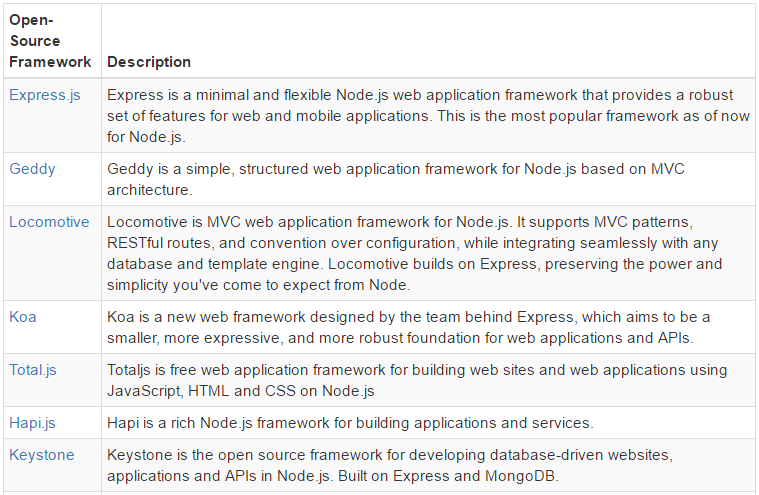 Open-
Source
Framework
Description
Express.js
Express is a minimal and flexible Node.js web application framework that provides a robust
set of features for web and mobile applications. This is the most popular framework as of now
for Node.js.
Geddy
Geddy is a simple, structured web application framework for Node.js based on MVC
architecture.
Locomotive
Locomotive is MVC web application framework for Node.js. It supports MVC patterns,
RESTful routes, and convention over configuration, while integrating seamlessly with any
database and template engine. Locomotive builds on Express, preserving the power and
simplicity you've come to expect from Node.
Koa
Koa is a new web framework designed by the team behind Express, which aims to be a
smaller, more expressive, and more robust foundation for web applications and APIs.
Total.js
Totaljs is free web application framework for building web sites and web applications using
JavaScript, HTML and CSS on Node.js
Hapi.js
Hapi is a rich Node.js framework for building applications and services.
Keystone
Keystone is the open source framework for developing database-driven websites,
applications and APIs in Node.js. Built on Express and MongoDB.